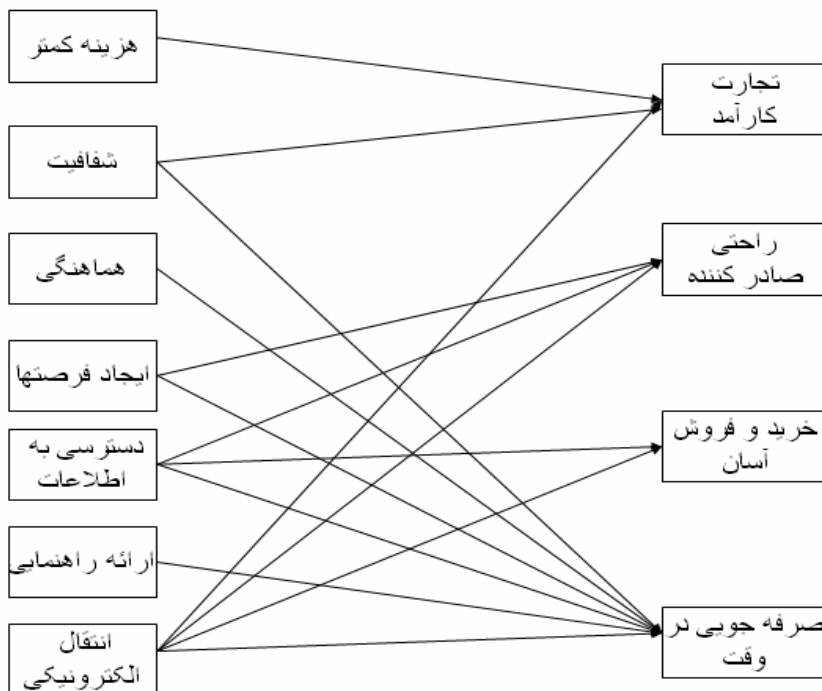 هزینه کمتر
شفافیت
هماهنگی
ایجاد فرصتها
دسترسی به
اطلاعات
ارائه راهنمایی
انتقال
الکترونیکی
تجارت
کارآمد
راحتی
صادر کننده
خرید و فروش
آسان
صرفه جویی در
وقت